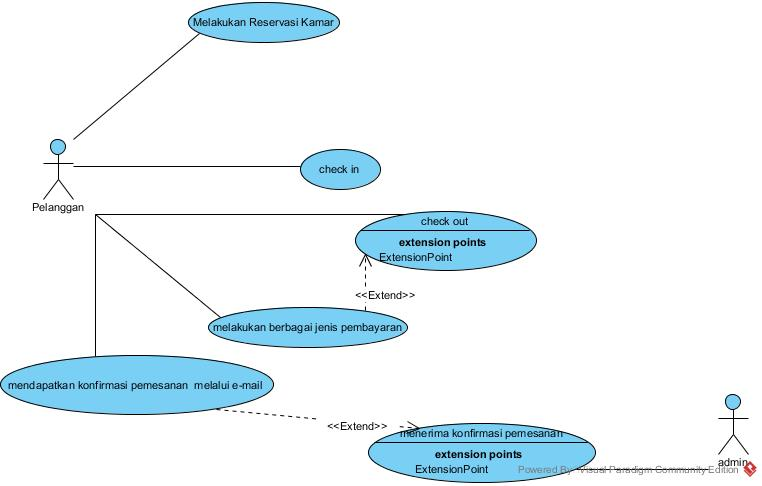 Melakukan Reservasi Kamar
check in
Pelanggan
check out
extension points
ExtensionPoint
<<Extend>>
melakukan berbagai jenis pembayaran
mendapatkan konfirmasi pemesanan melalui e-mail
<<Extend>>
menerima konfirmasi pemesanan
extension points
ExtensionPoint
admin
Powered By Visual Paradigm Community Edition